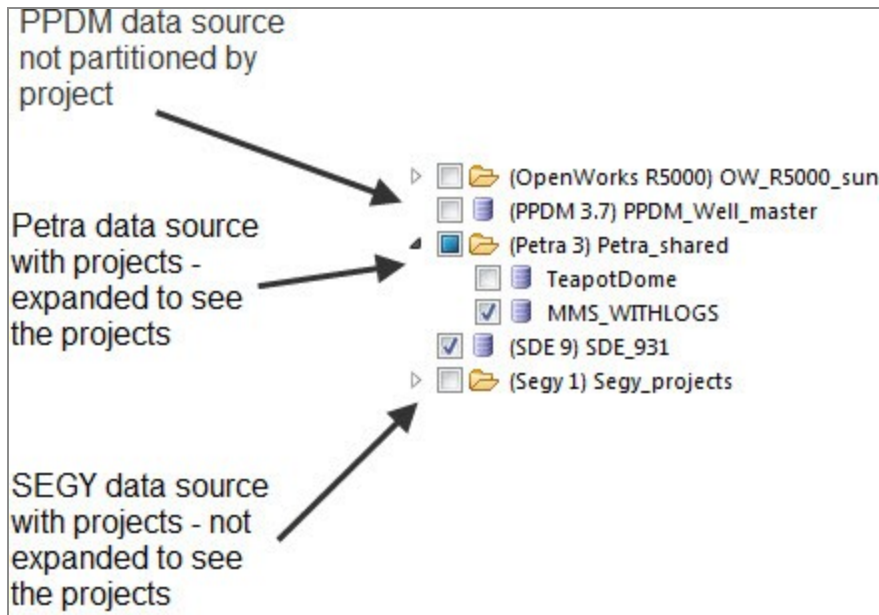 PPDM data source
not partitioned by
project
(OpenWorks R5000) OW_R5000_sun
(PPDM 3.7) PPDM_Well_master
Petra data source
with projects -
expanded to see
the projects
(Petra 3) Petra_shared
TeapotDome
MMS_WITHLOGS
(SDE 9) SDE_931
(Segy 1) Segy_projects
SEGY data source
with projects - not
expanded to see
the projects